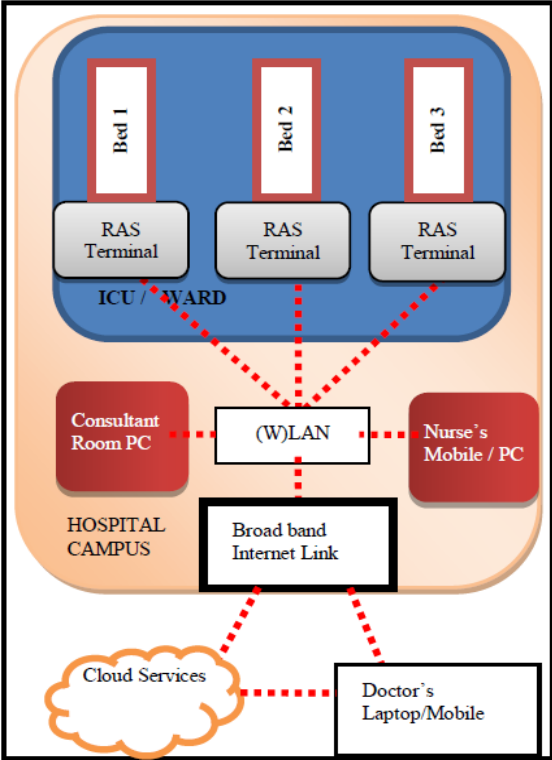 Bed 1
Bed 2
Bed 3
RAS
Terminal
RAS
Terminal
RAS
Terminal
ICU / WARD
Consultant
Room PC
(W)LAN
Nurse's
Mobile / PC
HOSPITAL
CAMPUS
Broad band
Internet Link
Cloud Services
Doctor's
Laptop/Mobile